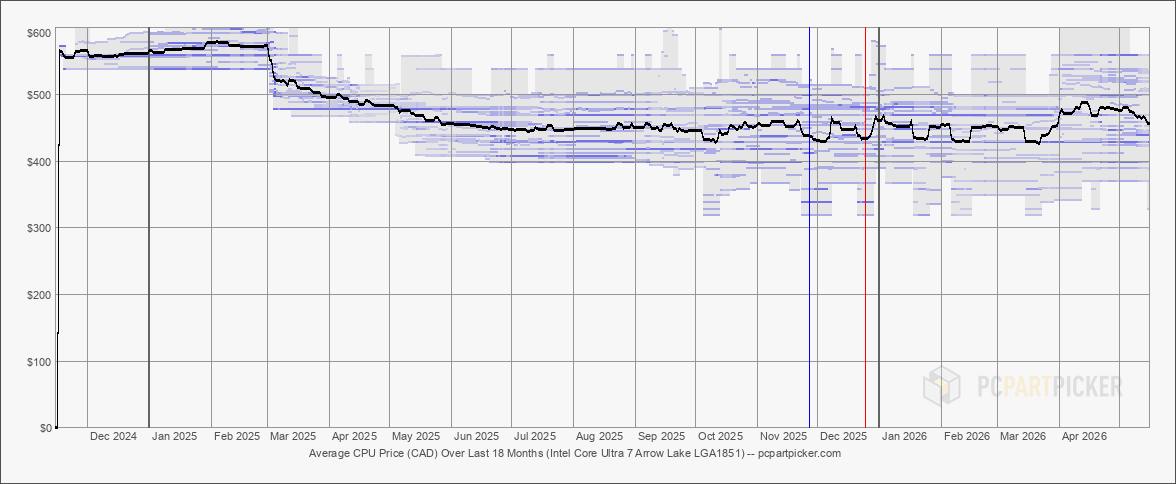 $600
$500
$400
$300
$200
$100
$0
PCPARTPICKER
Dec 2024 Jan 2025 Feb 2025 Mar 2025 Apr 2025 May 2025 Jun 2025 Jul 2025 Aug 2025 Sep 2025 Oct 2025 Nov 2025 Dec 2025 Jan 2026 Feb 2026 Mar 2026 Apr 2026
Average CPU Price (CAD) Over Last 18 Months (Intel Core Ultra 7 Arrow Lake LGA1851) -- pcpartpicker.com